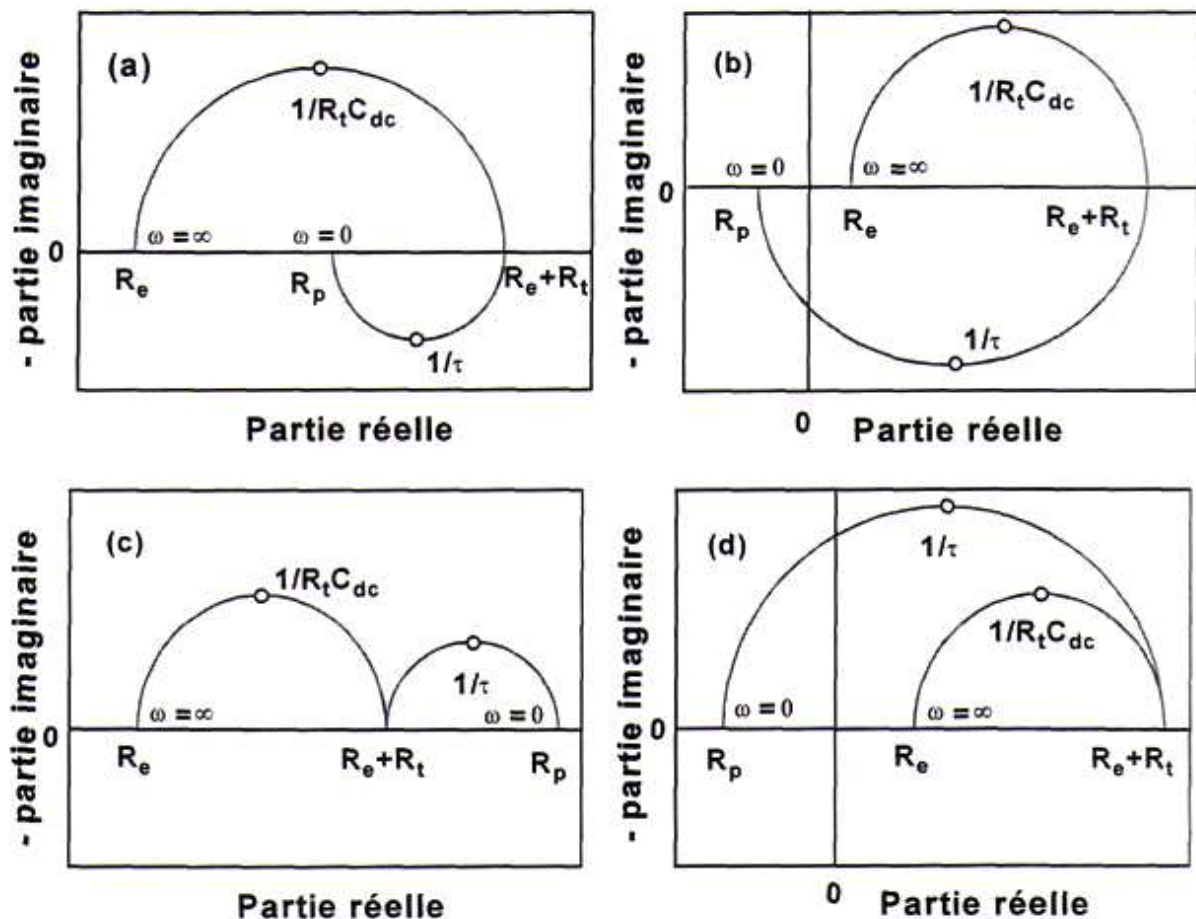 (a)
1/RtCdc
- partie imaginaire
0
ω = ∞
ω = 0
Re
Rp
Re+Rt
1/τ
Partie réelle
(b)
1/RtCdc
- partie imaginaire
0
ω = 0
ω = ∞
Rp
Re
Re+Rt
1/τ
0
Partie réelle
(c)
1/RtCdc
- partie imaginaire
1/τ
0
ω = ∞
ω = 0
Re
Re+Rt
Rp
Partie réelle
(d)
1/τ
- partie imaginaire
1/RtCdc
0
ω = 0
ω = ∞
Rp
Re
Re+Rt
0
Partie réelle